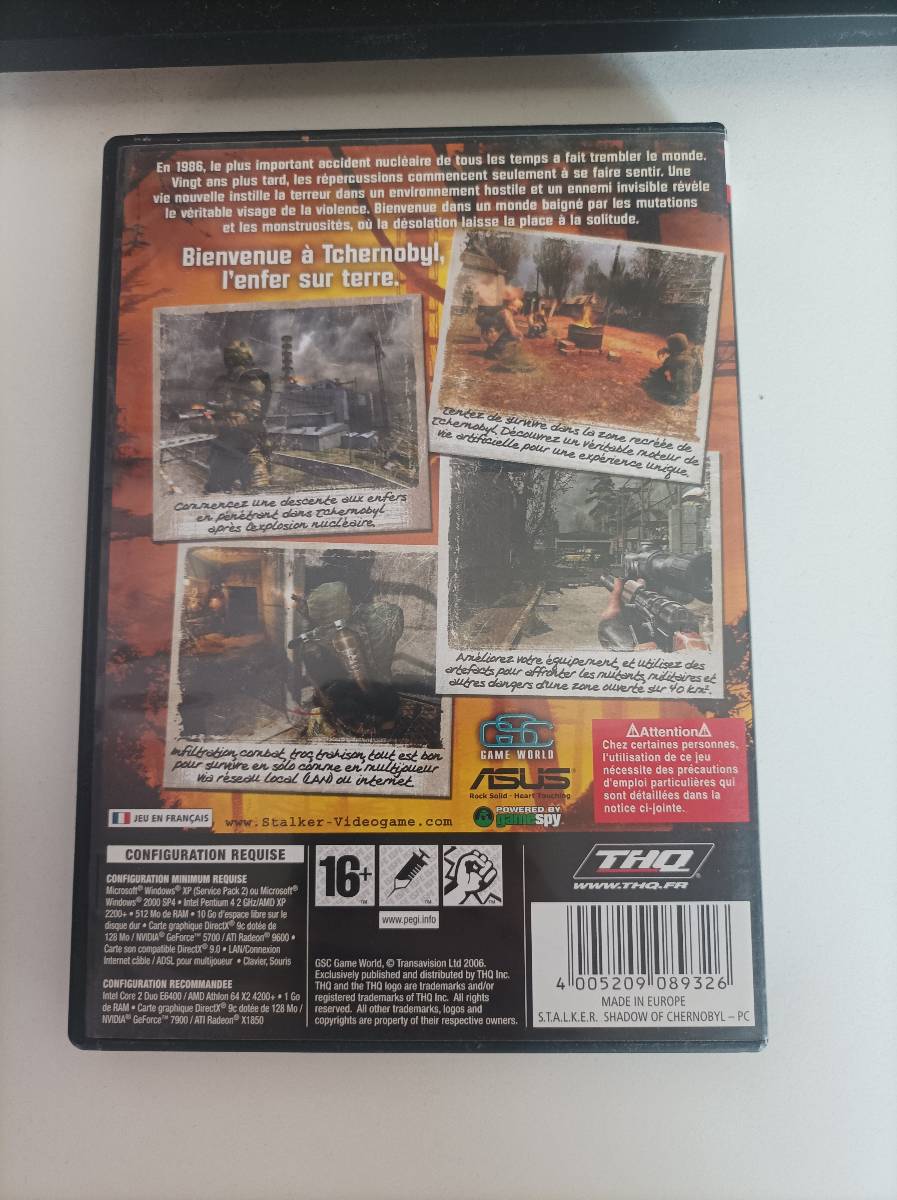 En 1986, le plus important accident nucléaire de tous les temps a fait trembler le monde.
Vingt ans plus tard, les répercussions commencent seulement à se faire sentir. Une
vie nouvelle instille la terreur dans un environnement hostile et un ennemi invisible révèle
le véritable visage de la violence. Bienvenue dans un monde baigné par les mutations
et les monstruosités, où la désolation laisse la place à la solitude.
Bienvenue à Tchernobyl,
l'enfer sur terre.
Tentez de survivre dans la zone recréée de
Tchernobyl. Découvrez un véritable moteur de
vie artificielle pour une expérience unique.
Commencez une descente aux enfers
en pénétrant dans Tchernobyl
après l'explosion nucléaire.
Améliorez votre équipement, et utilisez des
artefacts pour affronter les mutants, militaires et
autres dangers d'une zone ouverte sur 40 km².
Infiltration, combat, troc, trahison, tout est bon
pour survivre en solo comme en multijoueur
via réseau local (LAN) ou internet
GSC
GAME WORLD
ASUS
Rock Solid - Heart Touching
POWERED BY
gamespy
⚠Attention⚠
Chez certaines personnes,
l'utilisation de ce jeu
nécessite des précautions
d'emploi particulières qui
sont détaillées dans la
notice ci-jointe.
JEU EN FRANÇAIS
www.Stalker-Videogame.com
CONFIGURATION REQUISE
CONFIGURATION MINIMUM REQUISE
Microsoft® Windows® XP (Service Pack 2) ou Microsoft®
Windows® 2000 SP4 • Intel Pentium 4 2 GHz/AMD XP
2200+ • 512 Mo de RAM • 10 Go d'espace libre sur le
disque dur • Carte graphique DirectX® 9c dotée de
128 Mo / NVIDIA® GeForce™ 5700 / ATI Radeon® 9600 •
Carte son compatible DirectX® 9.0 • LAN/Connexion
Internet câble / ADSL pour multijoueur • Clavier, Souris
CONFIGURATION RECOMMANDEE
Intel Core 2 Duo E6400 / AMD Athlon 64 X2 4200+ • 1 Go
de RAM • Carte graphique DirectX® 9c dotée de 128 Mo /
NVIDIA® GeForce™ 7900 / ATI Radeon® X1850
16+
www.pegi.info
GSC Game World, © Transavision Ltd 2006.
Exclusively published and distributed by THQ Inc.
THQ and the THQ logo are trademarks and/or
registered trademarks of THQ Inc. All rights
reserved. All other trademarks, logos and
copyrights are property of their respective owners.
THQ
WWW.THQ.FR
4 005209 089326
MADE IN EUROPE
S.T.A.L.K.E.R. SHADOW OF CHERNOBYL – PC